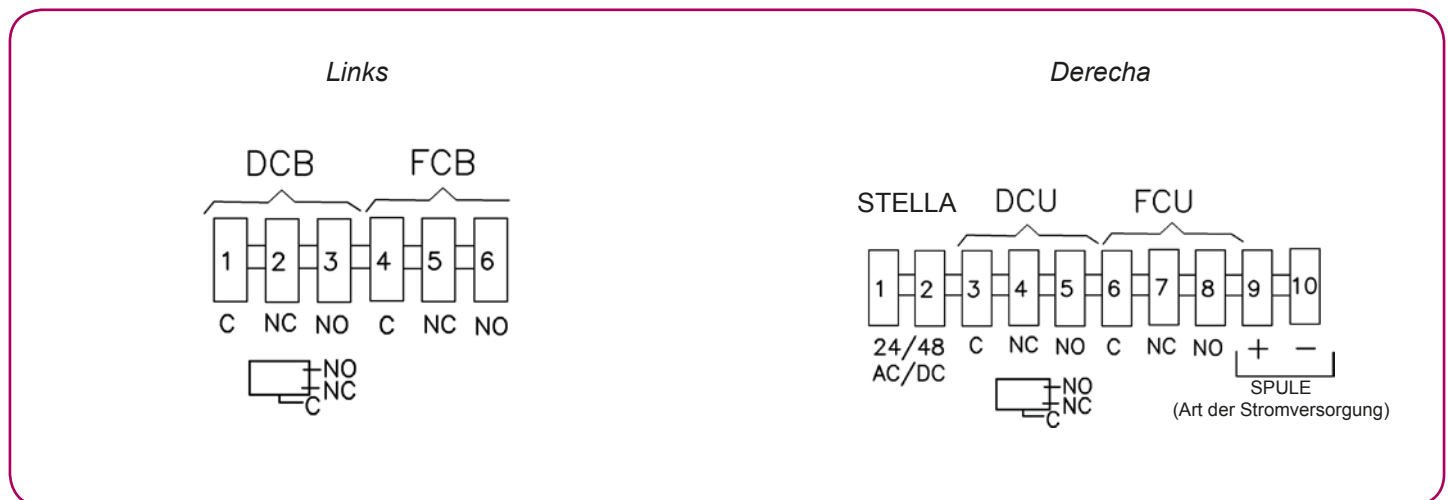 Links
DCB FCB
1 2 3 4 5 6
C NC NO C NC NO
NO
NC
C
Derecha
STELLA DCU FCU
1 2 3 4 5 6 7 8 9 10
24/48 C NC NO C NC NO + −
AC/DC
SPULE
(Art der Stromversorgung)
NO
NC
C